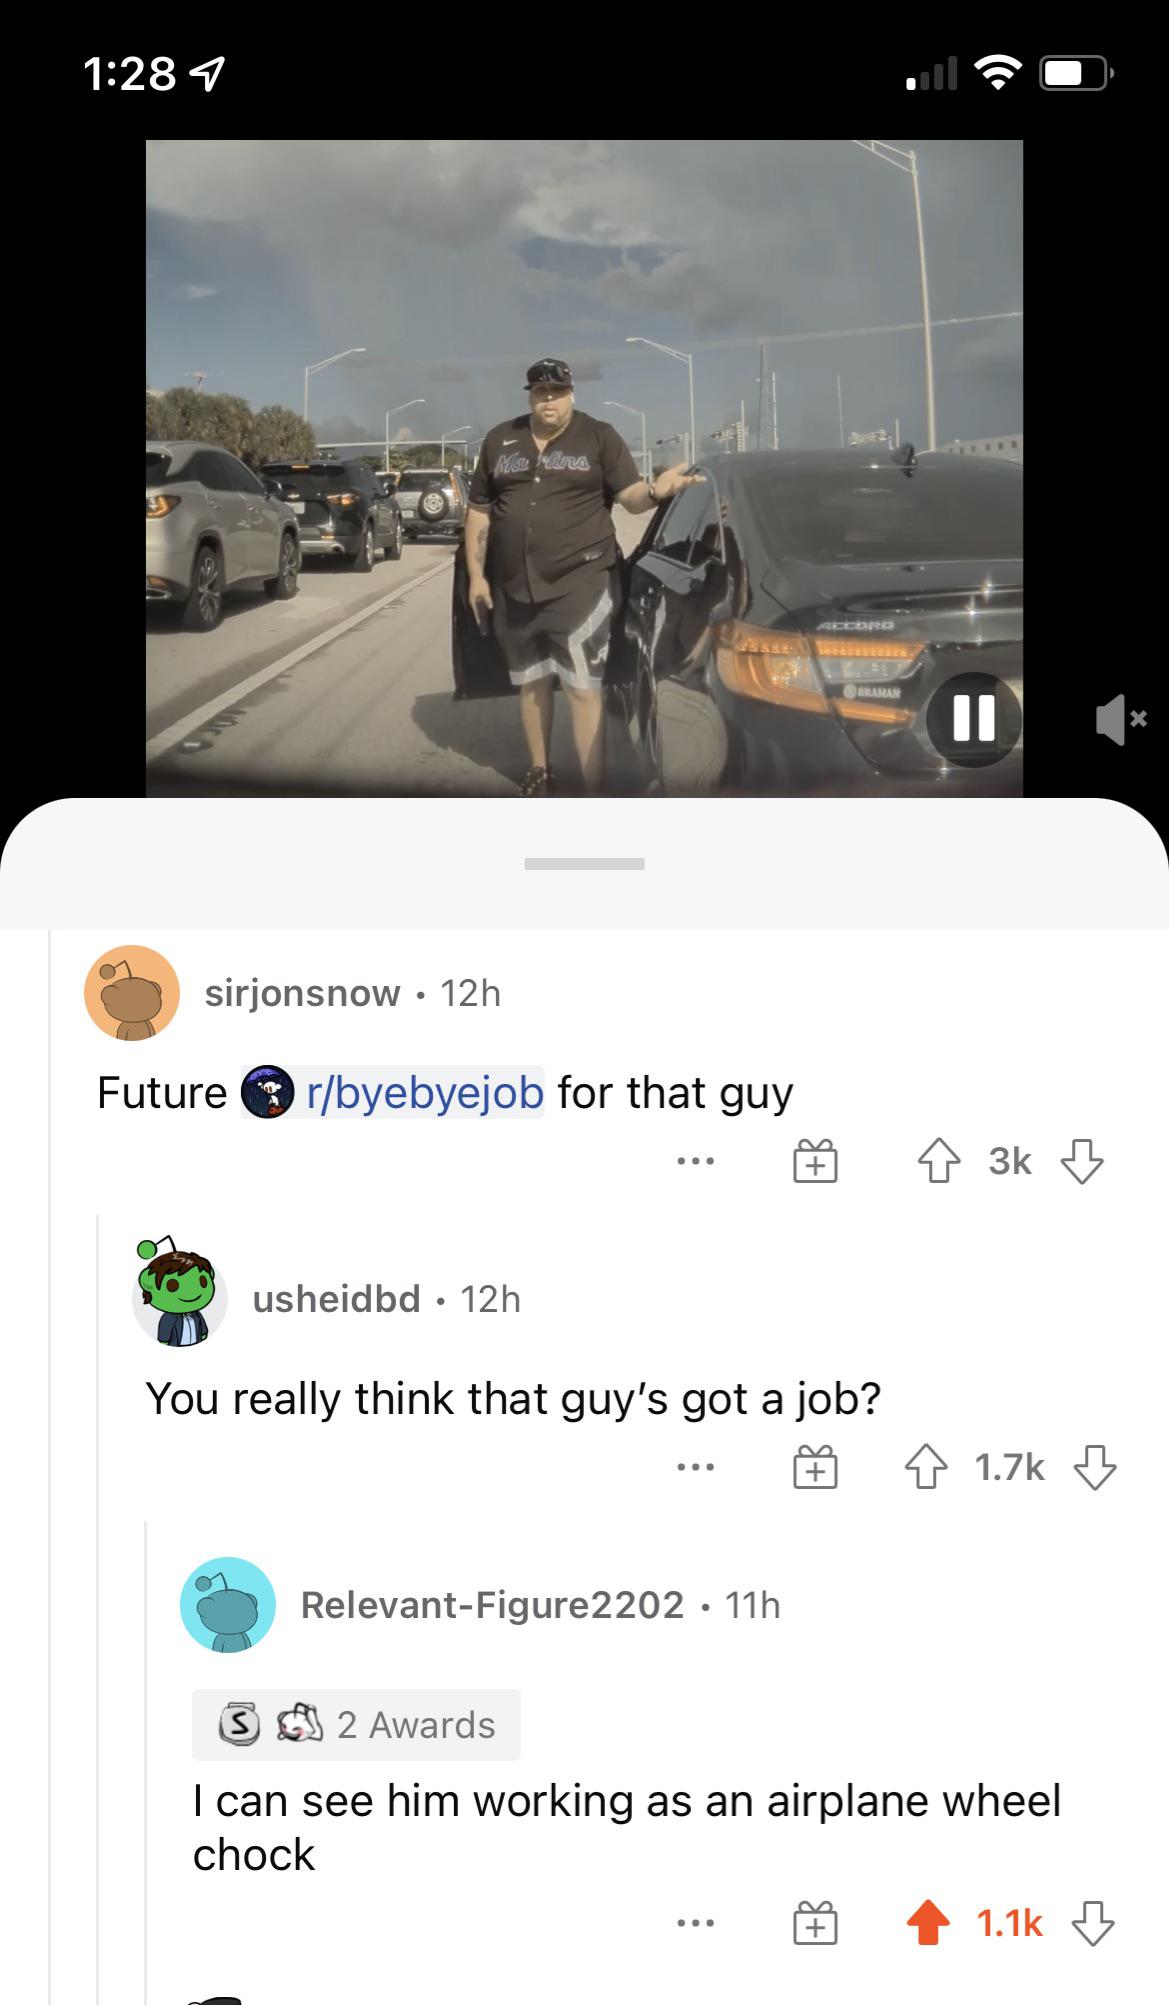 1:28
Marlins
ACCORD
BRAMAN
sirjonsnow • 12h
Future r/byebyejob for that guy
... 3k
usheidbd • 12h
You really think that guy's got a job?
... 1.7k
Relevant-Figure2202 • 11h
S 2 Awards
I can see him working as an airplane wheel
chock
... 1.1k